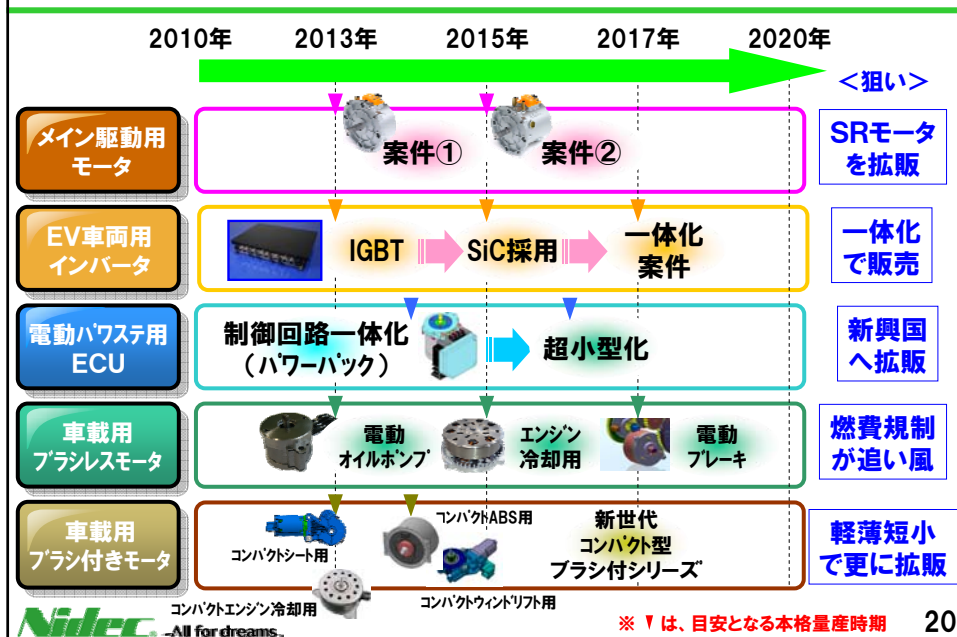 2010年 2013年 2015年 2017年 2020年
＜狙い＞
メイン駆動用
モータ
案件①
案件②
SRモータ
を拡販
EV車両用
インバータ
IGBT
SiC採用
一体化
案件
一体化
で販売
電動パワステ用
ECU
制御回路一体化
（パワーパック）
超小型化
新興国
へ拡販
車載用
ブラシレスモータ
電動
オイルポンプ
エンジン
冷却用
電動
ブレーキ
燃費規制
が追い風
車載用
ブラシ付きモータ
コンパクトシート用
コンパクトABS用
新世代
コンパクト型
ブラシ付シリーズ
軽薄短小
で更に拡販
コンパクトエンジン冷却用
コンパクトウィンドリフト用
Nidec -All for dreams
※ ▼ は、目安となる本格量産時期 20